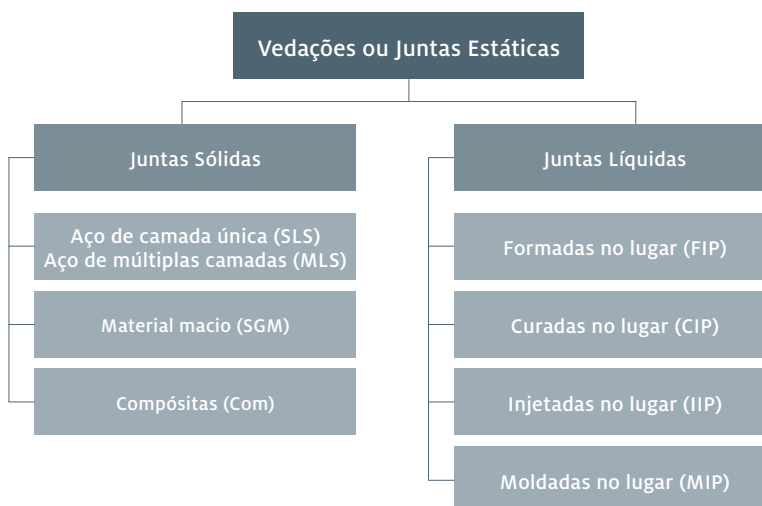 Vedações ou Juntas Estáticas
Juntas Sólidas
Aço de camada única (SLS)
Aço de múltiplas camadas (MLS)
Material macio (SGM)
Compósitas (Com)
Juntas Líquidas
Formadas no lugar (FIP)
Curadas no lugar (CIP)
Injetadas no lugar (IIP)
Moldadas no lugar (MIP)